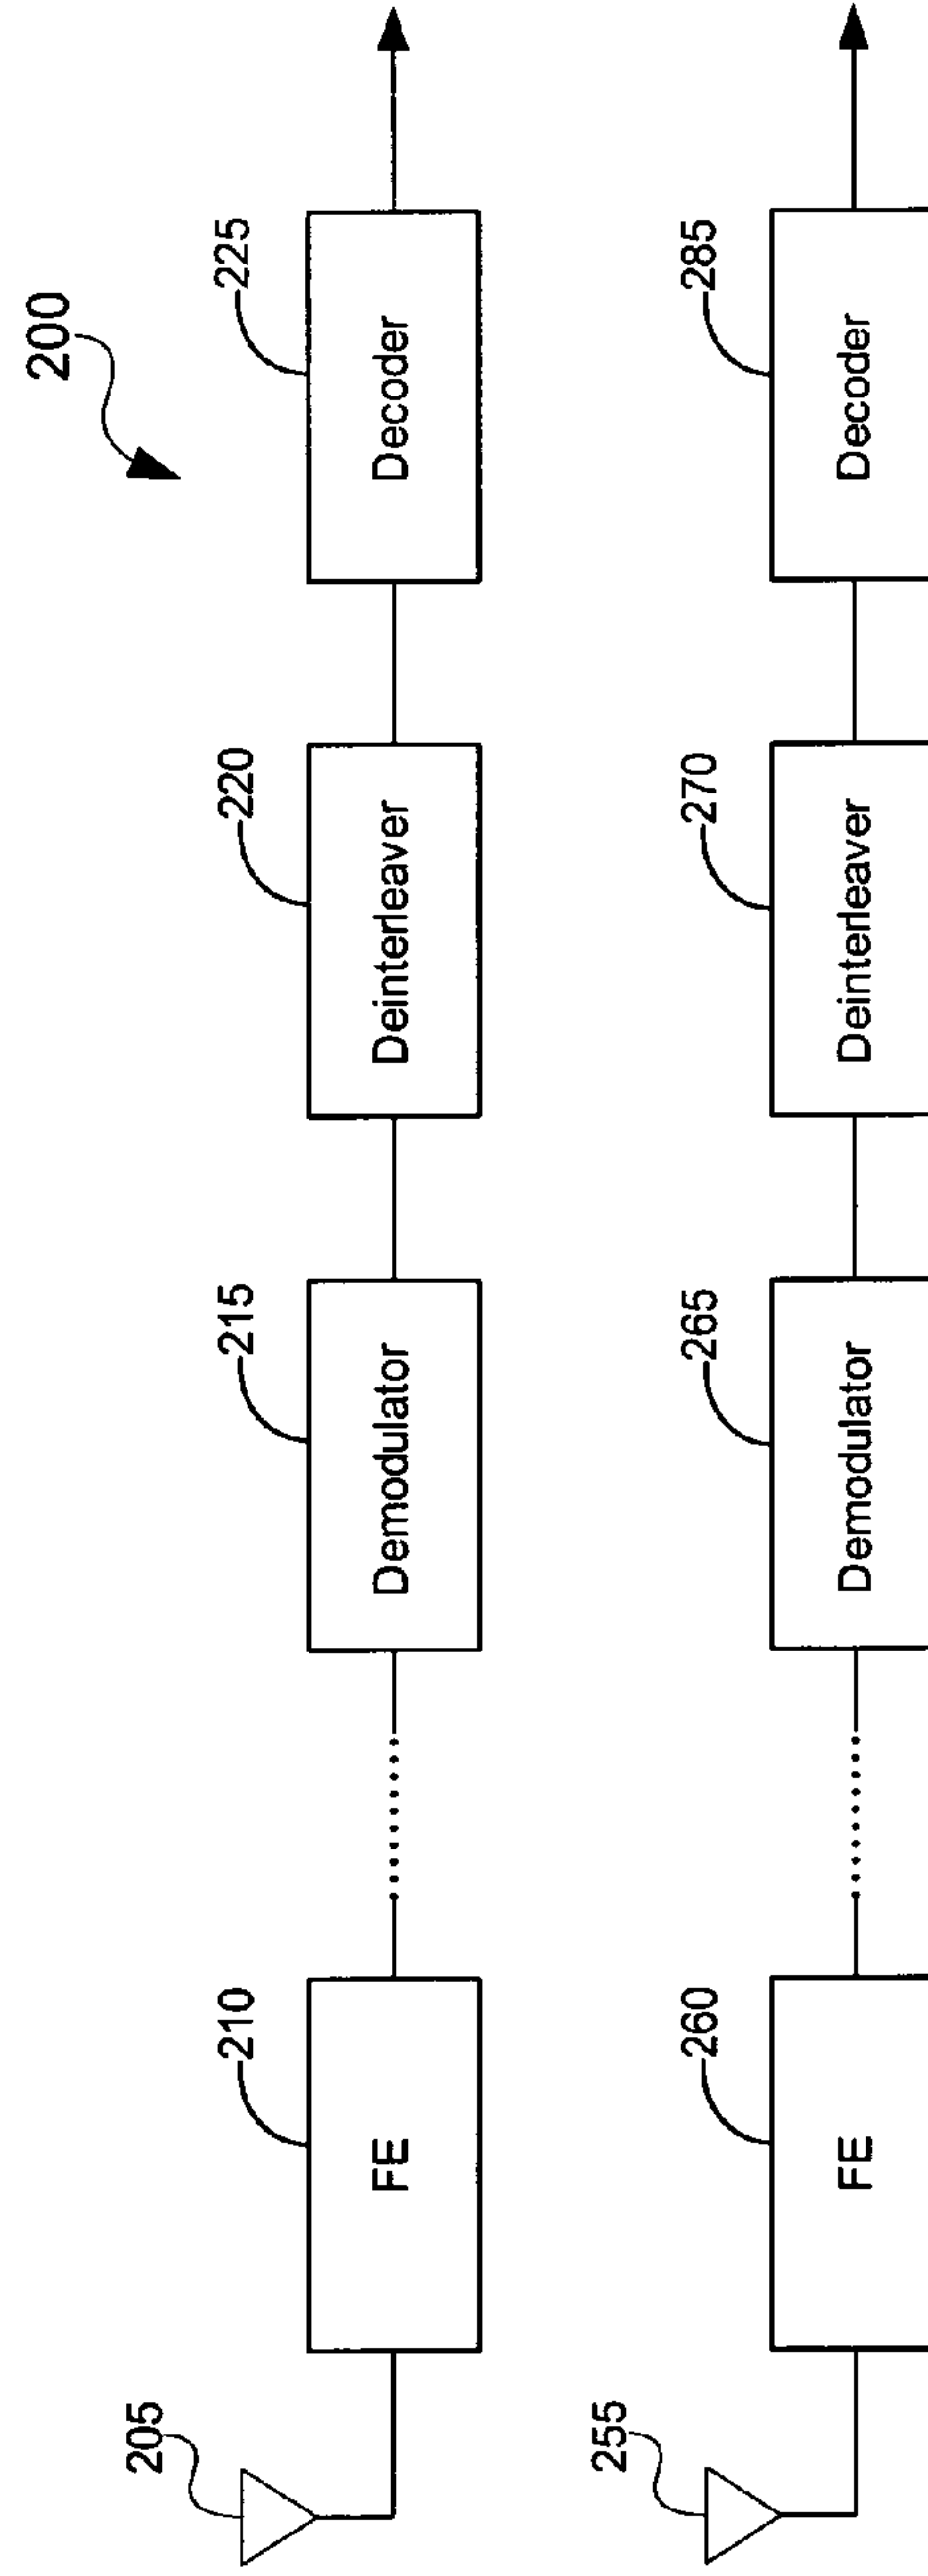 200
205
210
215
220
225
FE
Demodulator
Deinterleaver
Decoder
255
260
265
270
285
FE
Demodulator
Deinterleaver
Decoder